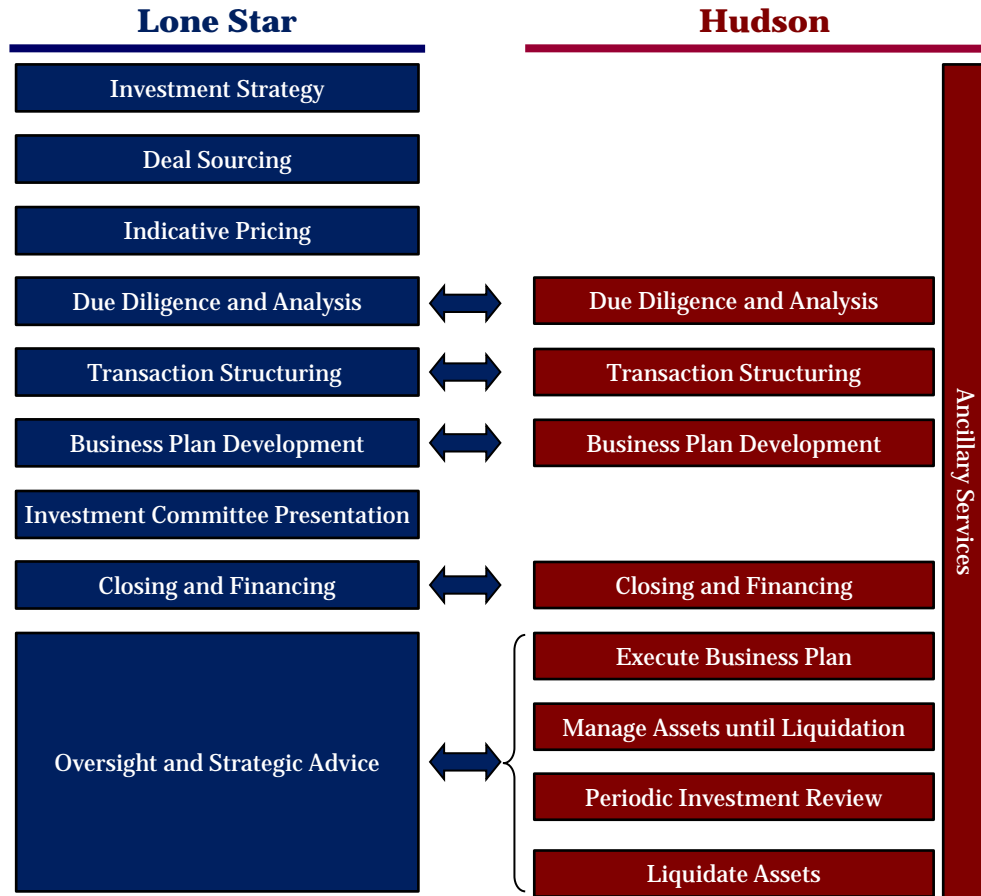 Lone Star
Hudson
Investment Strategy
Deal Sourcing
Indicative Pricing
Due Diligence and Analysis
Due Diligence and Analysis
Transaction Structuring
Transaction Structuring
Business Plan Development
Business Plan Development
Investment Committee Presentation
Closing and Financing
Closing and Financing
Oversight and Strategic Advice
Execute Business Plan
Manage Assets until Liquidation
Periodic Investment Review
Liquidate Assets
Ancillary Services